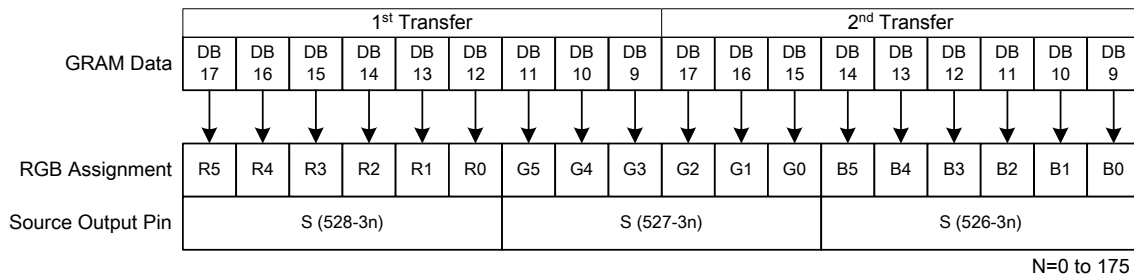 1st Transfer 2nd Transfer
GRAM Data DB 17 DB 16 DB 15 DB 14 DB 13 DB 12 DB 11 DB 10 DB 9 DB 17 DB 16 DB 15 DB 14 DB 13 DB 12 DB 11 DB 10 DB 9
RGB Assignment R5 R4 R3 R2 R1 R0 G5 G4 G3 G2 G1 G0 B5 B4 B3 B2 B1 B0
Source Output Pin S (528-3n) S (527-3n) S (526-3n)
N=0 to 175